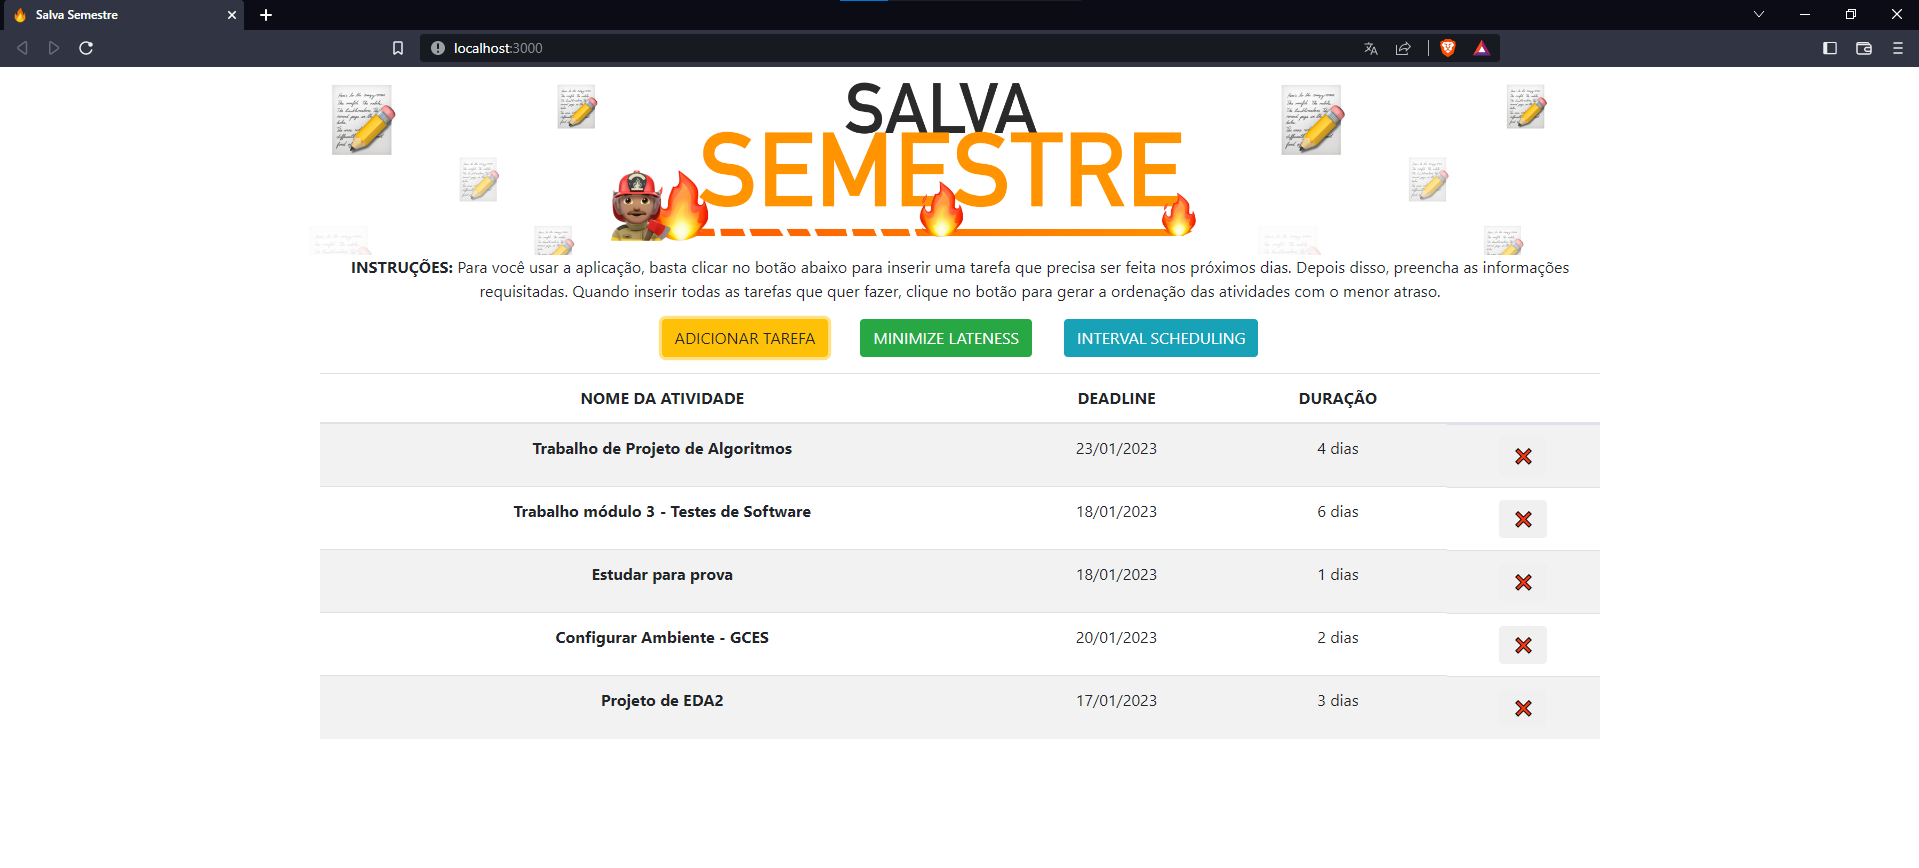 Salva Semestre
localhost:3000
SALVA
SEMESTRE
INSTRUÇÕES: Para você usar a aplicação, basta clicar no botão abaixo para inserir uma tarefa que precisa ser feita nos próximos dias. Depois disso, preencha as informações
requisitadas. Quando inserir todas as tarefas que quer fazer, clique no botão para gerar a ordenação das atividades com o menor atraso.
ADICIONAR TAREFA MINIMIZE LATENESS INTERVAL SCHEDULING
NOME DA ATIVIDADE DEADLINE DURAÇÃO
Trabalho de Projeto de Algoritmos 23/01/2023 4 dias
Trabalho módulo 3 - Testes de Software 18/01/2023 6 dias
Estudar para prova 18/01/2023 1 dias
Configurar Ambiente - GCES 20/01/2023 2 dias
Projeto de EDA2 17/01/2023 3 dias